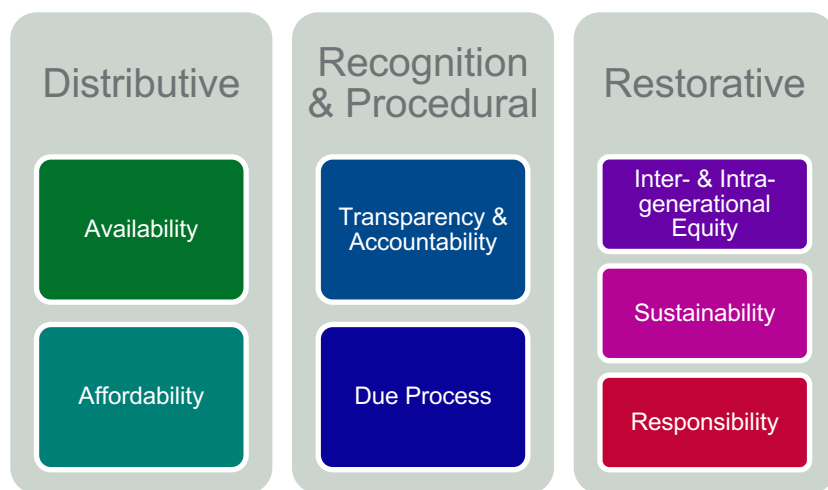 Distributive
Availability
Affordability
Recognition
& Procedural
Transparency &
Accountability
Due Process
Restorative
Inter- & Intra-
generational
Equity
Sustainability
Responsibility